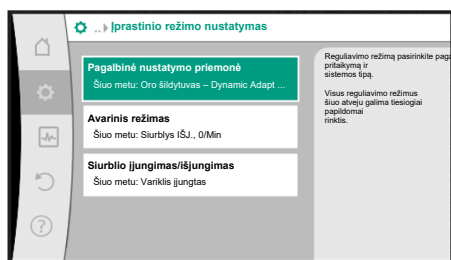 .. Įprastinio režimo nustatymas
Pagalbinė nustatymo priemonė
Šiuo metu: Oro šildytuvas – Dynamic Adapt ...
Avarinis režimas
Šiuo metu: Siurblys IŠJ., 0/Min
Siurblio įjungimas/išjungimas
Šiuo metu: Variklis įjungtas
Reguliavimo režimą pasirinkite paga
pritaikymą ir
sistemos tipą.
Visus reguliavimo režimus
šiuo atveju galima tiesiogiai
papildomai
rinktis.
?